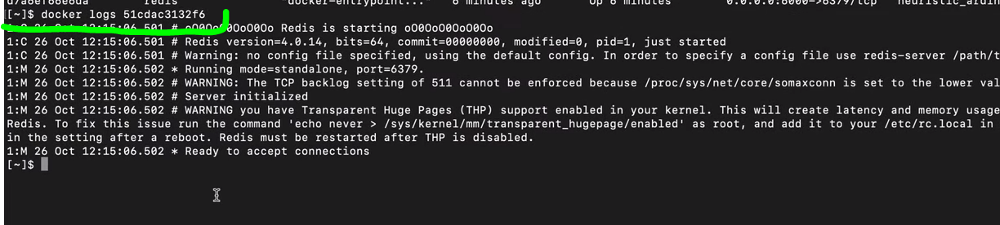 redis "docker-entrypoint..." 6 minutes ago Up 6 minutes 0.0.0.0:6000->6379/tcp
[~]$ docker logs 51cdac3132f6
26 Oct 12:15:06.501 # Redis is starting oO0OoO0OoO0Oo
1:C 26 Oct 12:15:06.501 # Redis version=4.0.14, bits=64, commit=00000000, modified=0, pid=1, just started
1:C 26 Oct 12:15:06.501 # Warning: no config file specified, using the default config. In order to specify a config file use redis-server /path/t
1:M 26 Oct 12:15:06.502 * Running mode=standalone, port=6379.
1:M 26 Oct 12:15:06.502 # WARNING: The TCP backlog setting of 511 cannot be enforced because /proc/sys/net/core/somaxconn is set to the lower val
1:M 26 Oct 12:15:06.502 # Server initialized
1:M 26 Oct 12:15:06.502 # WARNING you have Transparent Huge Pages (THP) support enabled in your kernel. This will create latency and memory usage
Redis. To fix this issue run the command 'echo never > /sys/kernel/mm/transparent_hugepage/enabled' as root, and add it to your /etc/rc.local in
in the setting after a reboot. Redis must be restarted after THP is disabled.
1:M 26 Oct 12:15:06.502 * Ready to accept connections
[~]$